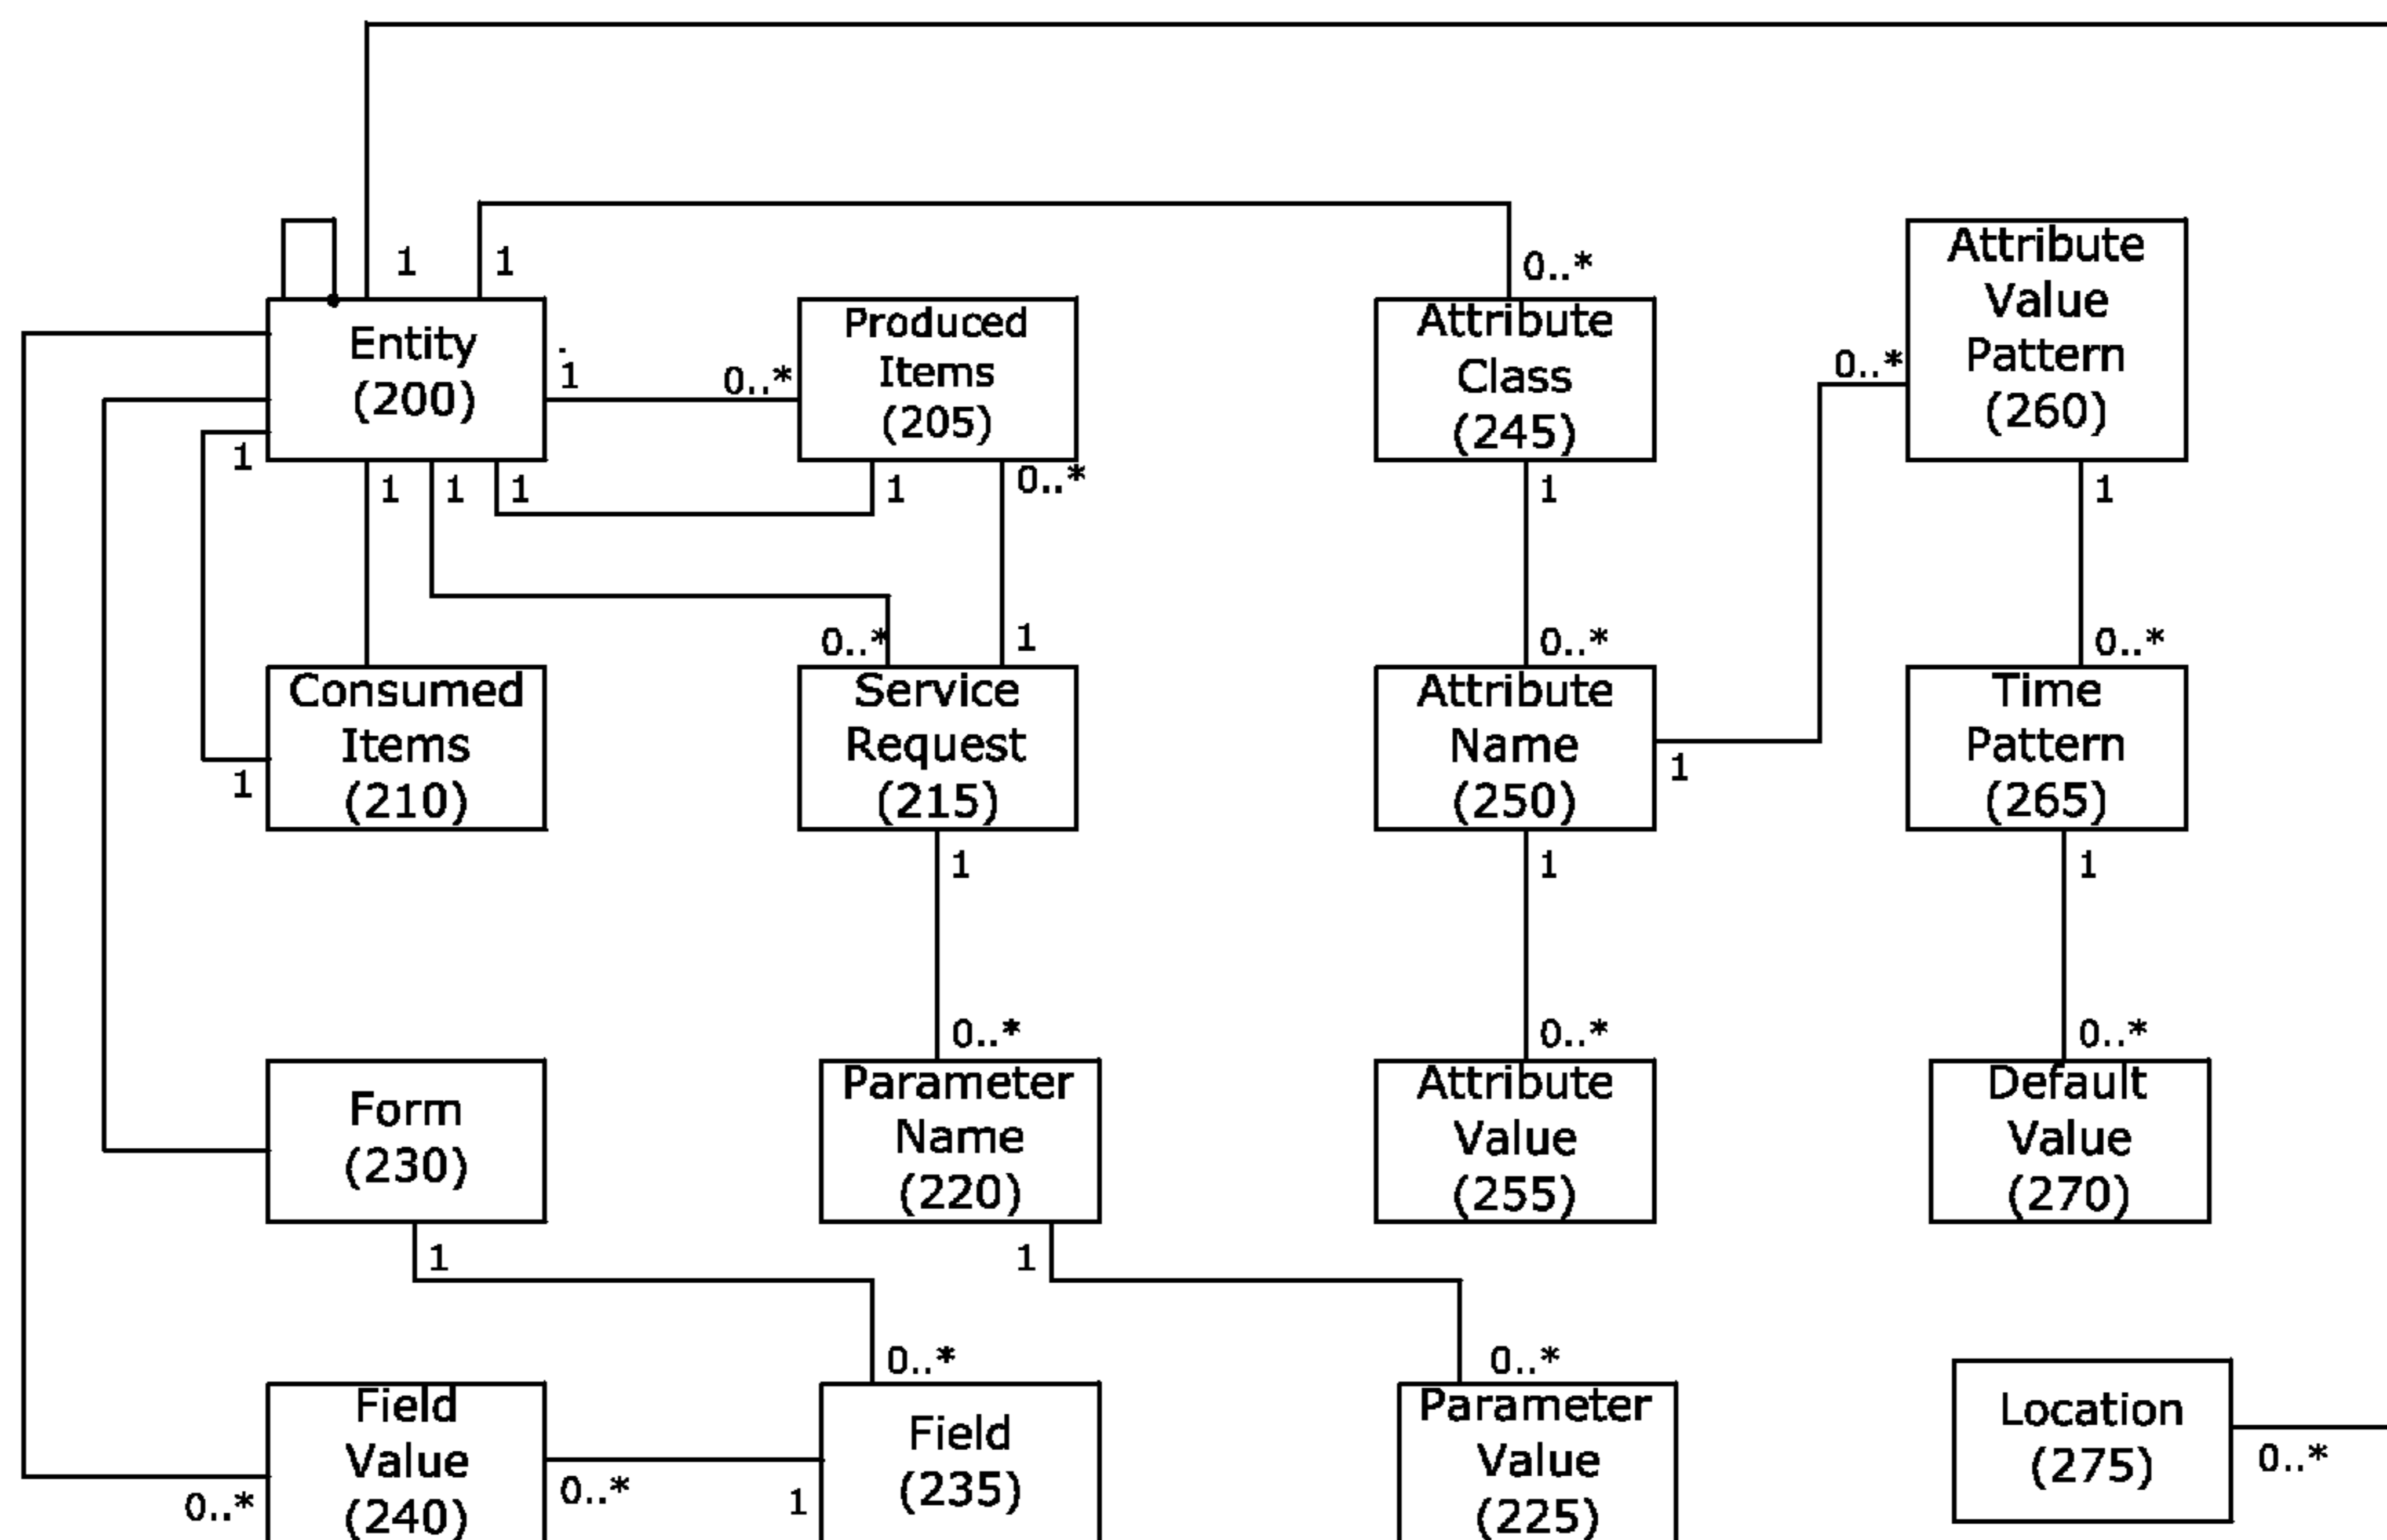 1
1
0..*
Entity
(200)
1
0..*
Produced
Items
(205)
Attribute
Class
(245)
0..*
Attribute
Value
Pattern
(260)
1
1
1
1
1
0..*
1
1
0..*
1
0..*
0..*
Consumed
Items
(210)
1
Service
Request
(215)
Attribute
Name
(250)
1
Time
Pattern
(265)
1
1
1
0..*
0..*
0..*
Form
(230)
Parameter
Name
(220)
Attribute
Value
(255)
Default
Value
(270)
1
1
0..*
0..*
Field
Value
(240)
0..*
0..*
1
Field
(235)
Parameter
Value
(225)
Location
(275)
0..*